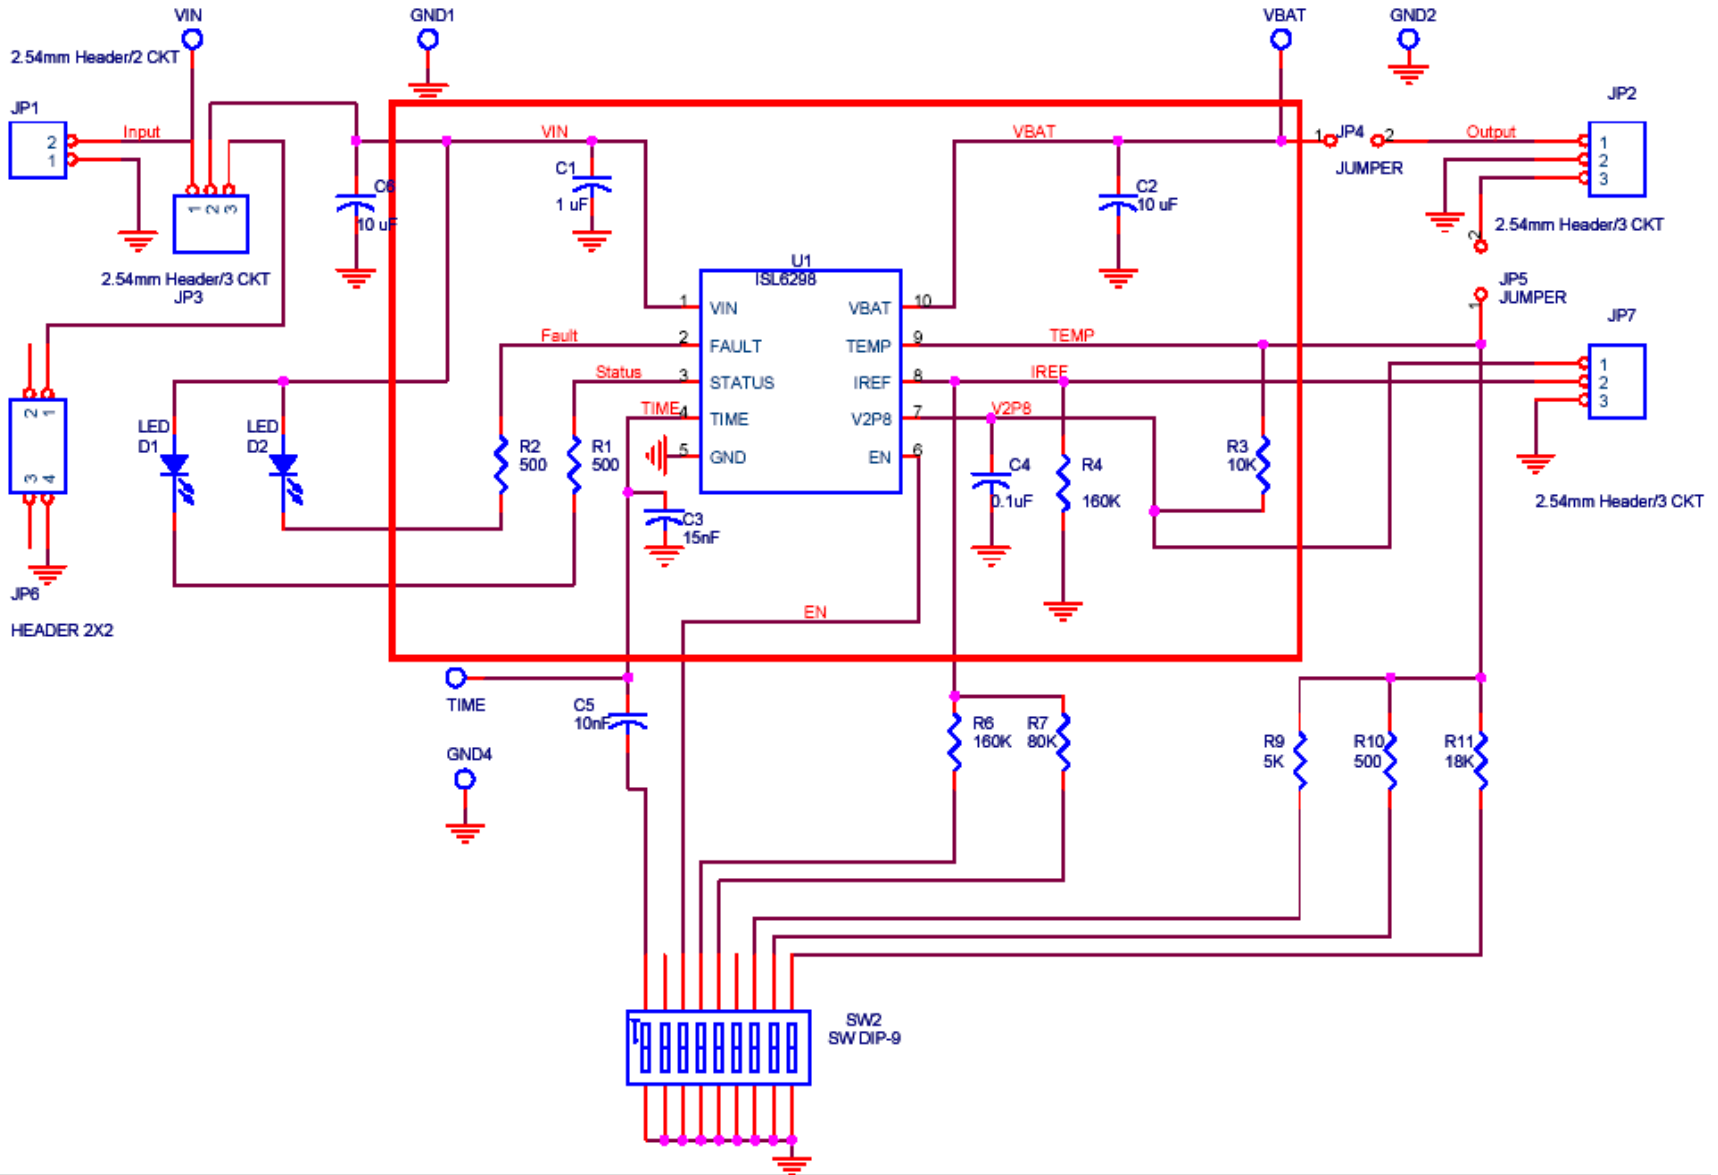 VIN
GND1
VBAT
GND2
2.54mm Header/2 CKT
JP1
Input
2
1
1 2 3
2.54mm Header/3 CKT
JP3
C6
10 uF
VIN
C1
1 uF
VBAT
C2
10 uF
1
JP4
2
JUMPER
Output
JP2
1
2
3
2.54mm Header/3 CKT
2
JP5
JUMPER
1
U1
ISL6298
1 VIN
2 FAULT
3 STATUS
4 TIME
5 GND
VBAT 10
TEMP 9
IREF 8
V2P8 7
EN 6
Fault
Status
TIME
TEMP
IREF
V2P8
JP7
1
2
3
2.54mm Header/3 CKT
2 1
3 4
JP6
HEADER 2X2
LED
D1
LED
D2
R2
500
R1
500
C3
15nF
C4
0.1uF
R4
160K
R3
10K
EN
TIME
C5
10nF
GND4
R6
160K
R7
80K
R9
5K
R10
500
R11
18K
SW2
SW DIP-9
1